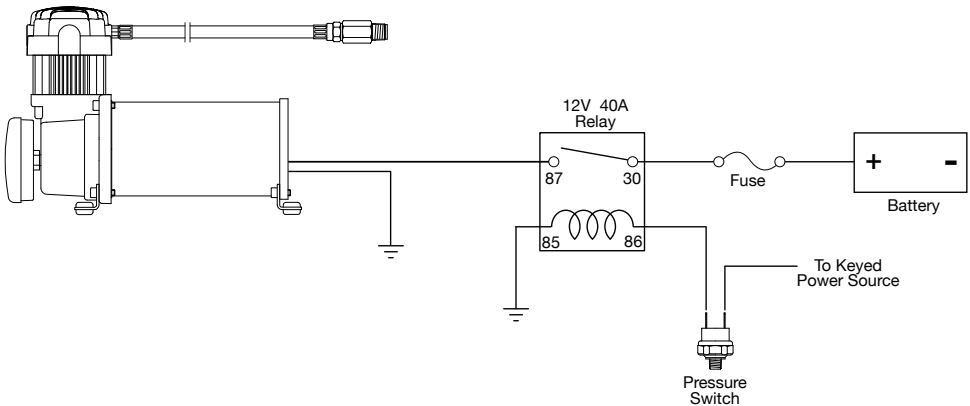 12V 40A
Relay
87
30
85
86
Fuse
+
-
Battery
To Keyed
Power Source
Pressure
Switch